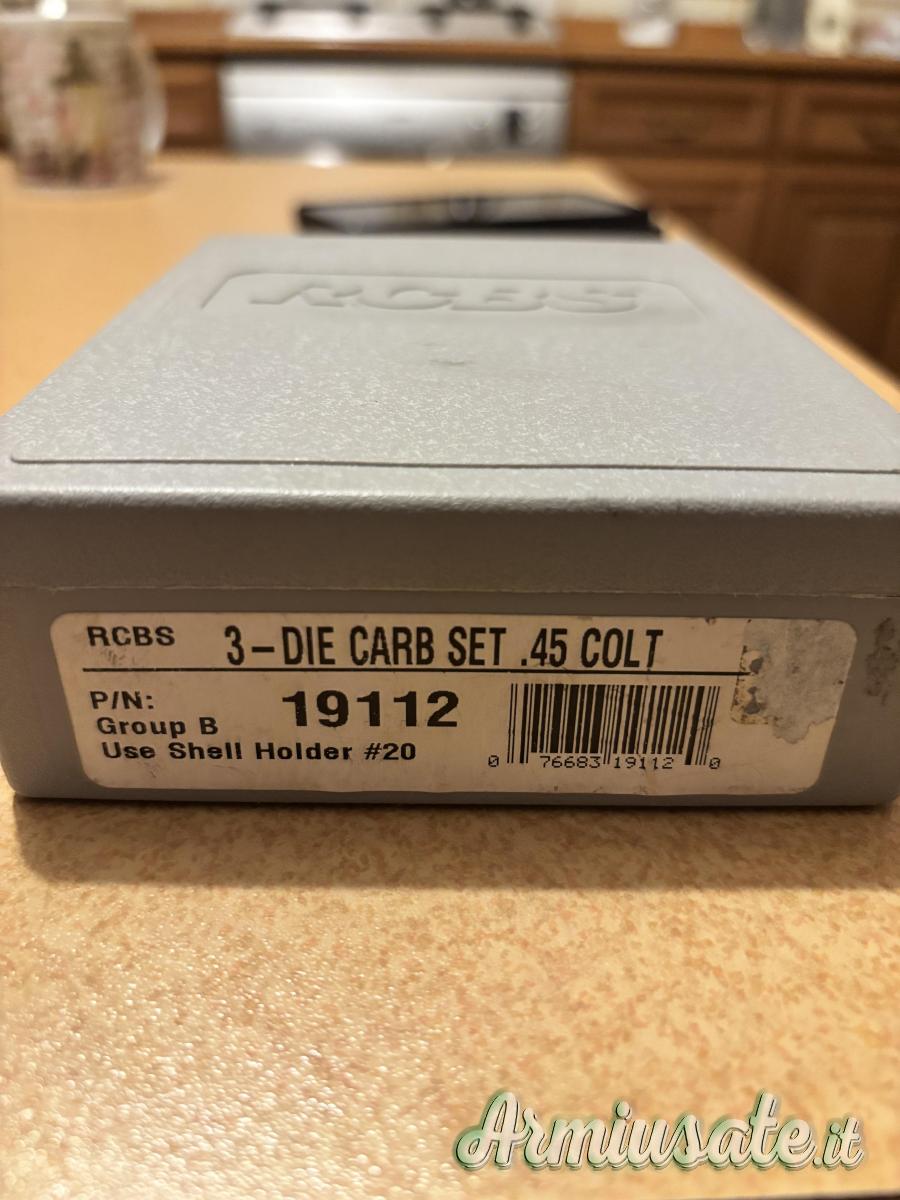 RCBS
RCBS 3-DIE CARB SET .45 COLT
P/N: 19112
Group B
Use Shell Holder #20
0 76683 19112 0
Armiusate.it